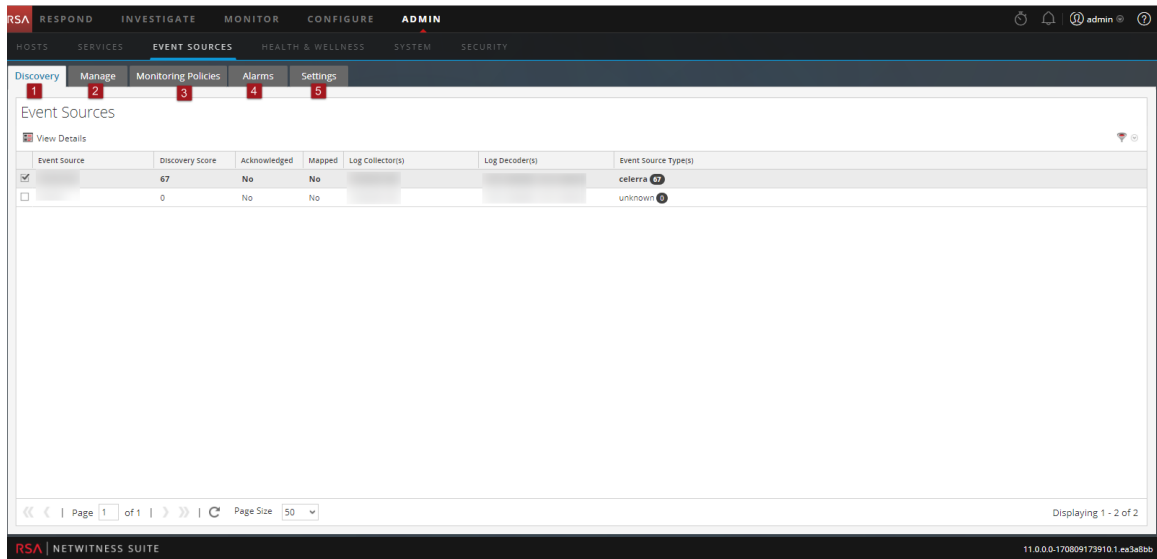 RSA RESPOND INVESTIGATE MONITOR CONFIGURE ADMIN admin ?
HOSTS SERVICES EVENT SOURCES HEALTH & WELLNESS SYSTEM SECURITY
Discovery Manage Monitoring Policies Alarms Settings
1 2 3 4 5
Event Sources
View Details
Event Source Discovery Score Acknowledged Mapped Log Collector(s) Log Decoder(s) Event Source Type(s)
67 No No celerra 67
0 No No unknown 0
Page 1 of 1 Page Size 50 Displaying 1 - 2 of 2
RSA NETWITNESS SUITE 11.0.0.0-170809173910.1.ea3a8bb